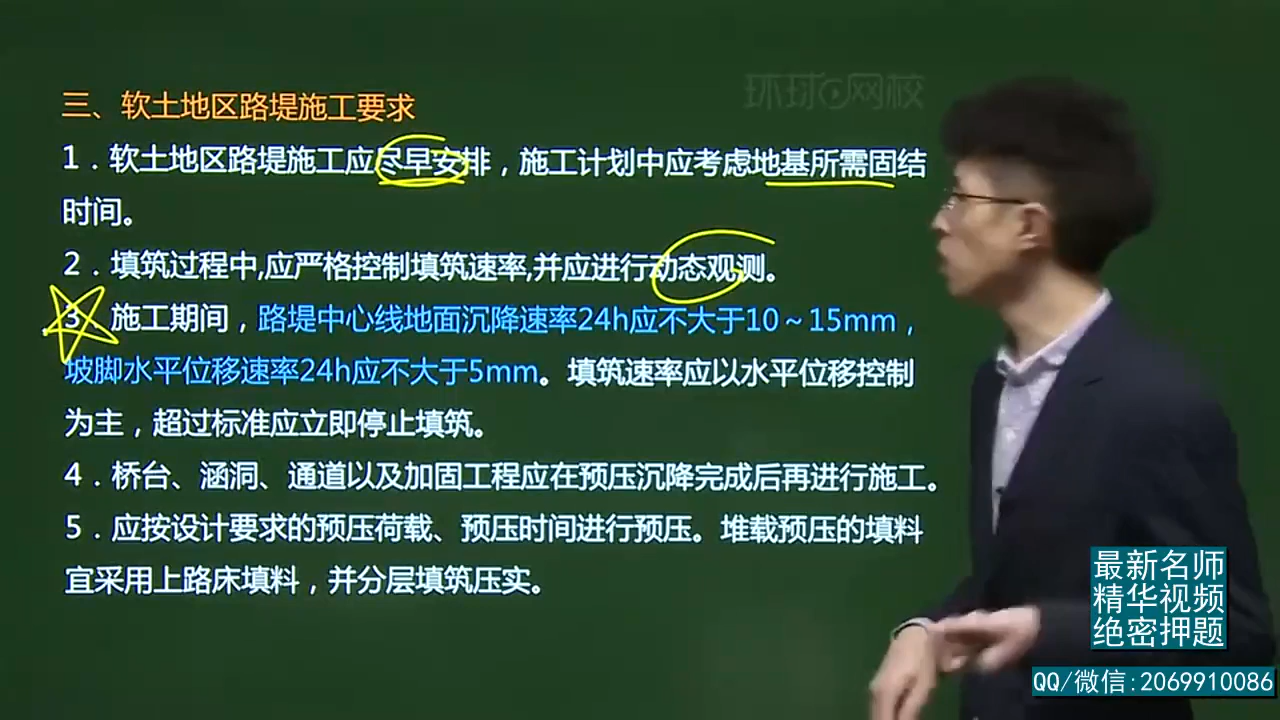 环球网校
三、软土地区路堤施工要求
1．软土地区路堤施工应尽早安排，施工计划中应考虑地基所需固结
时间。
2．填筑过程中,应严格控制填筑速率,并应进行动态观测。
3．施工期间，路堤中心线地面沉降速率24h应不大于10～15mm，
坡脚水平位移速率24h应不大于5mm。填筑速率应以水平位移控制
为主，超过标准应立即停止填筑。
4．桥台、涵洞、通道以及加固工程应在预压沉降完成后再进行施工。
5．应按设计要求的预压荷载、预压时间进行预压。堆载预压的填料
宜采用上路床填料，并分层填筑压实。
最新名师
精华视频
绝密押题
QQ/微信:2069910086